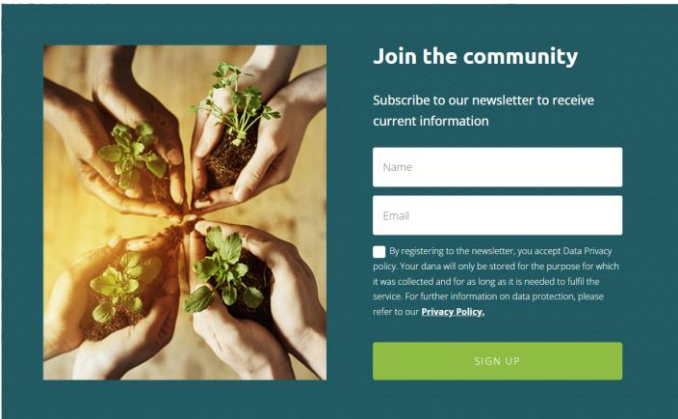 Join the community
Subscribe to our newsletter to receive
current information
Name
Email
By registering to the newsletter, you accept Data Privacy
policy. Your dana will only be stored for the purpose for which
it was collected and for as long as it is needed to fulfil the
service. For further information on data protection, please
refer to our Privacy Policy.
SIGN UP